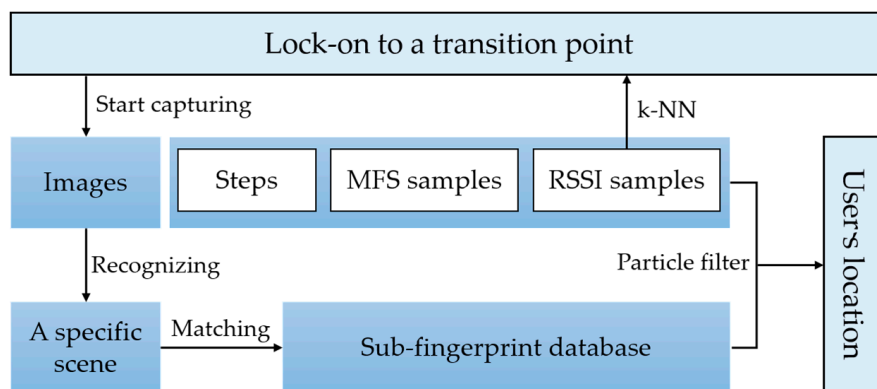 Lock-on to a transition point
Start capturing
k-NN
Images
Steps
MFS samples
RSSI samples
User's location
Recognizing
Particle filter
A specific
scene
Matching
Sub-fingerprint database